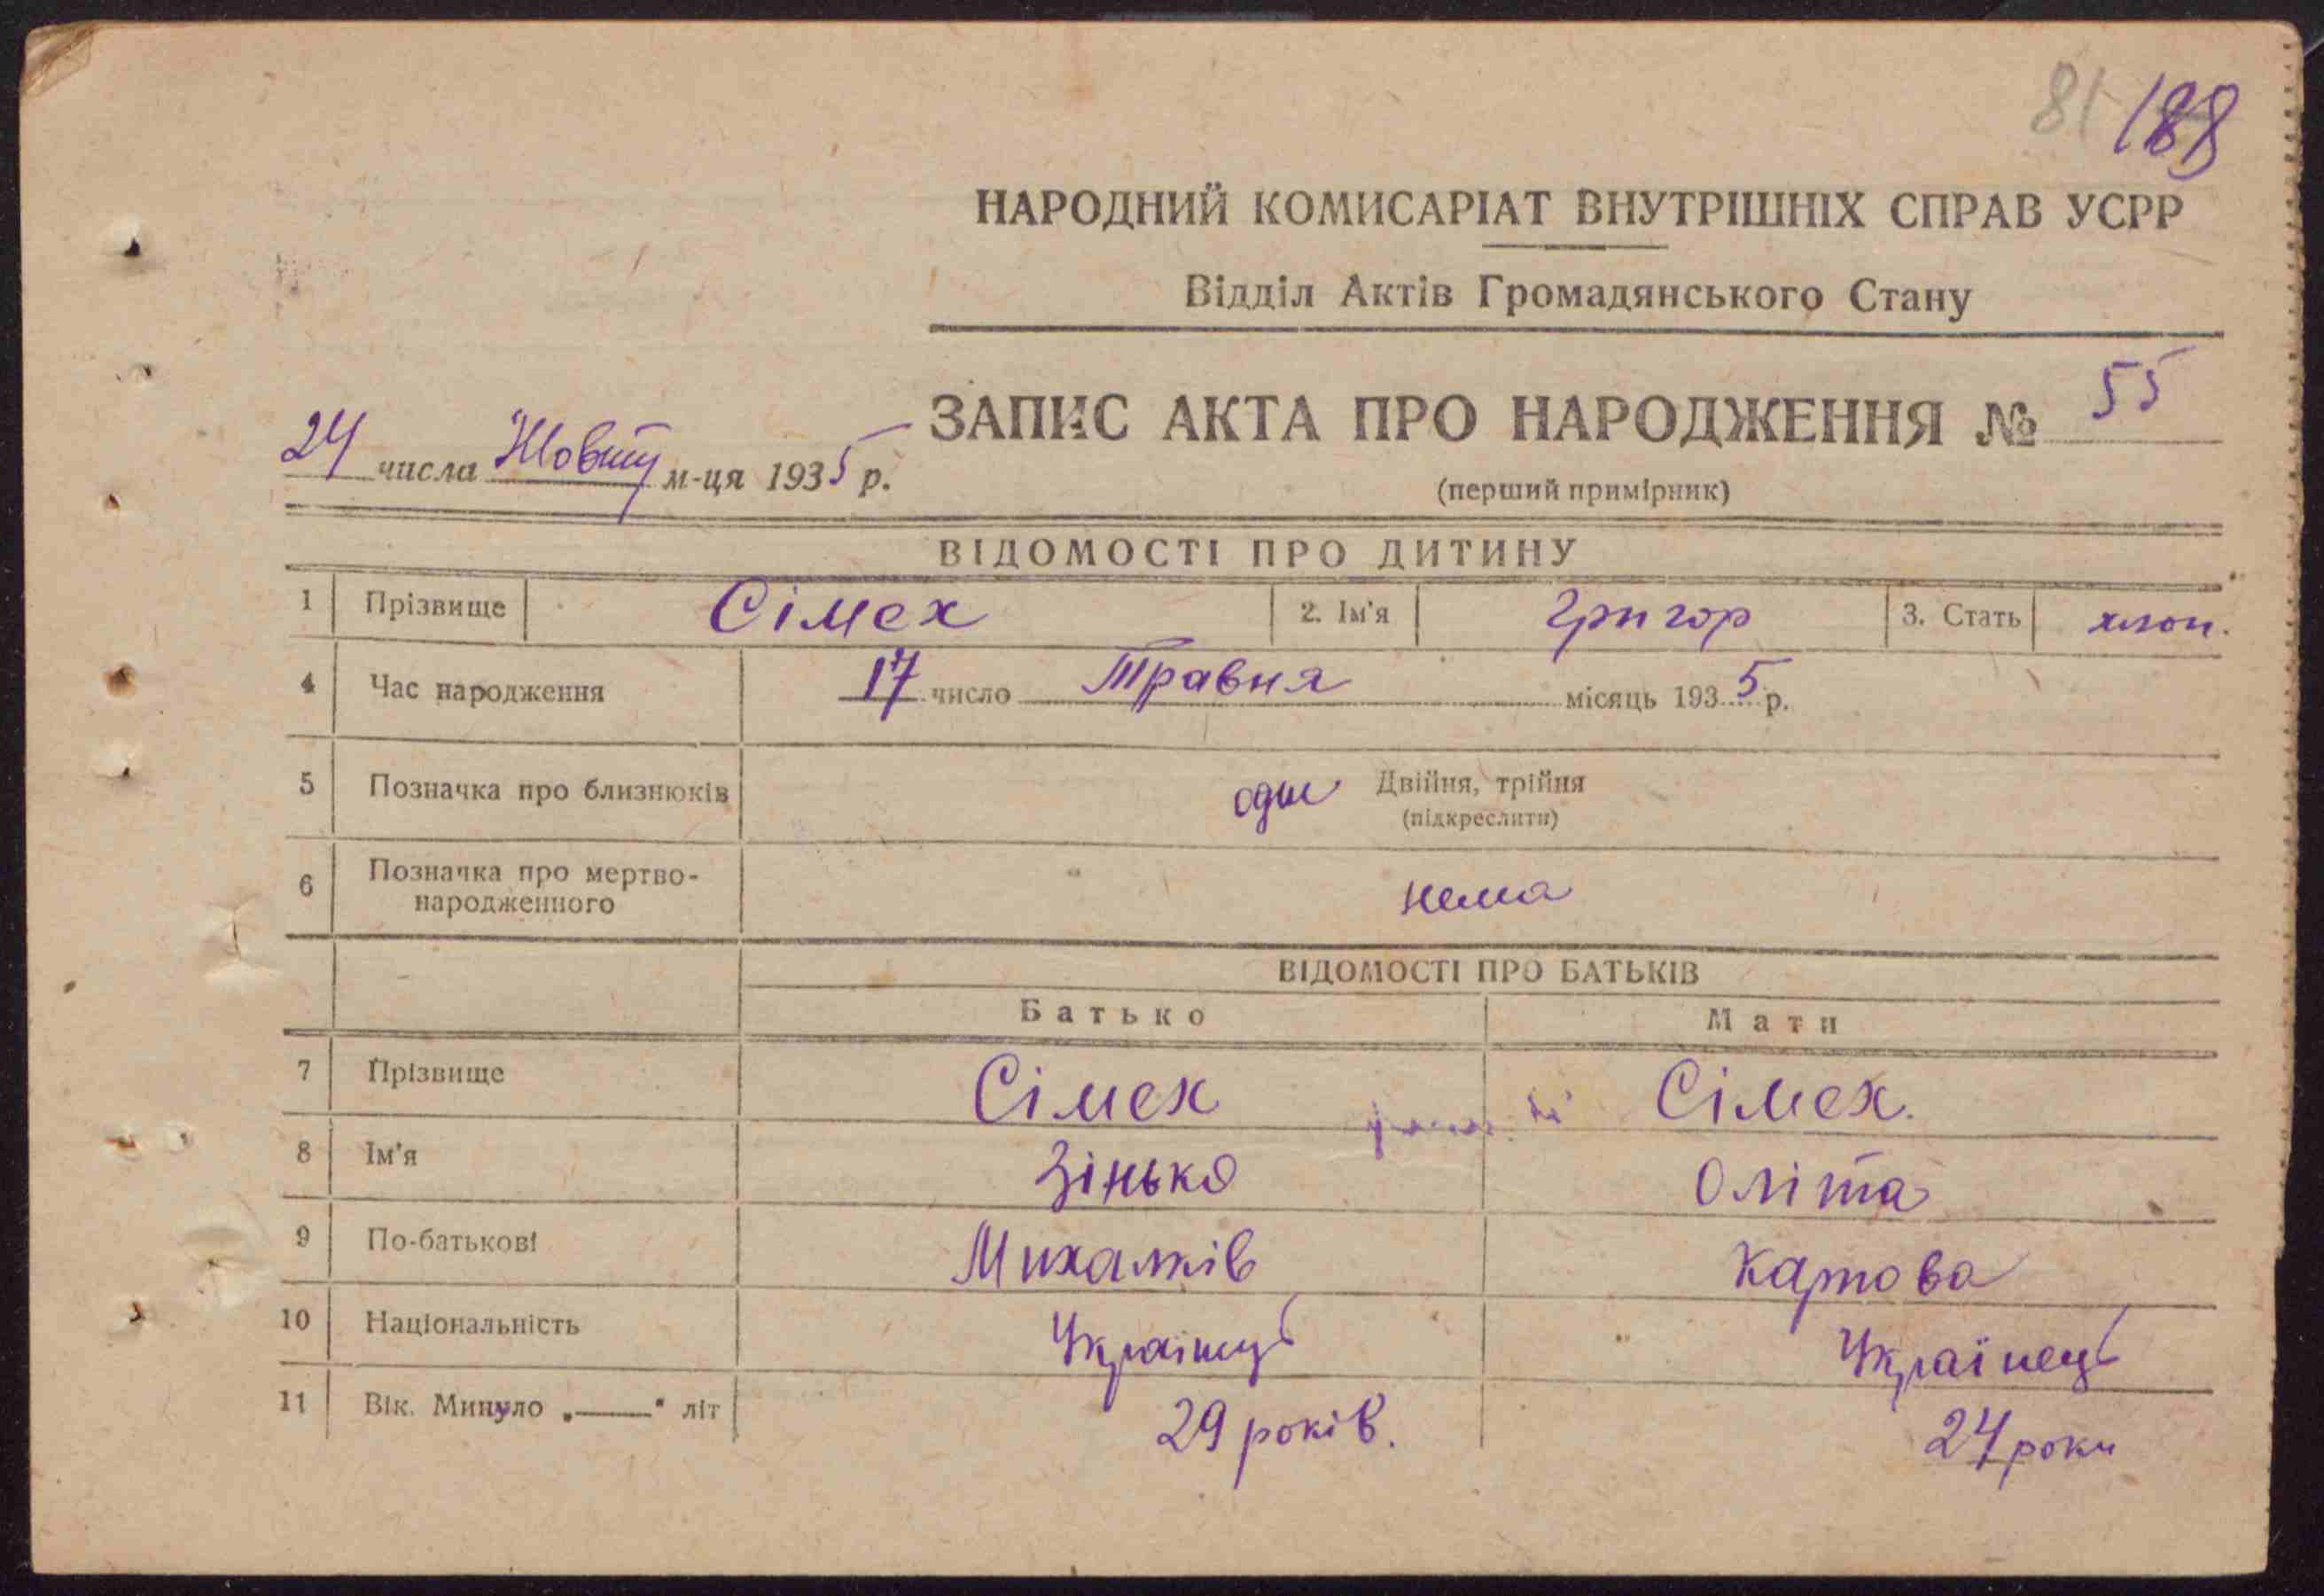 81 188
НАРОДНИЙ КОМИСАРІАТ ВНУТРІШНІХ СПРАВ УСРР
Відділ Актів Громадянського Стану
ЗАПИС АКТА ПРО НАРОДЖЕННЯ № 55
24 числа Жовтн м-ця 1935 р.
(перший примірник)
ВІДОМОСТІ ПРО ДИТИНУ
1 Прізвище Сімех 2. Ім'я Григор 3. Стать хлоп.
4 Час народження 17 число Травня місяць 1935 р.
5 Позначка про близнюків один Двійня, трійня
(підкреслити)
6 Позначка про мертво-
народженного нема
ВІДОМОСТІ ПРО БАТЬКІВ
Батько Мати
7 Прізвище Сімех Сімех.
8 Ім'я Зінько Оліта
9 По-батькові Михалків Картова
10 Національність Українець Українець
11 Вік. Минуло „——" літ 29 років. 24 роки